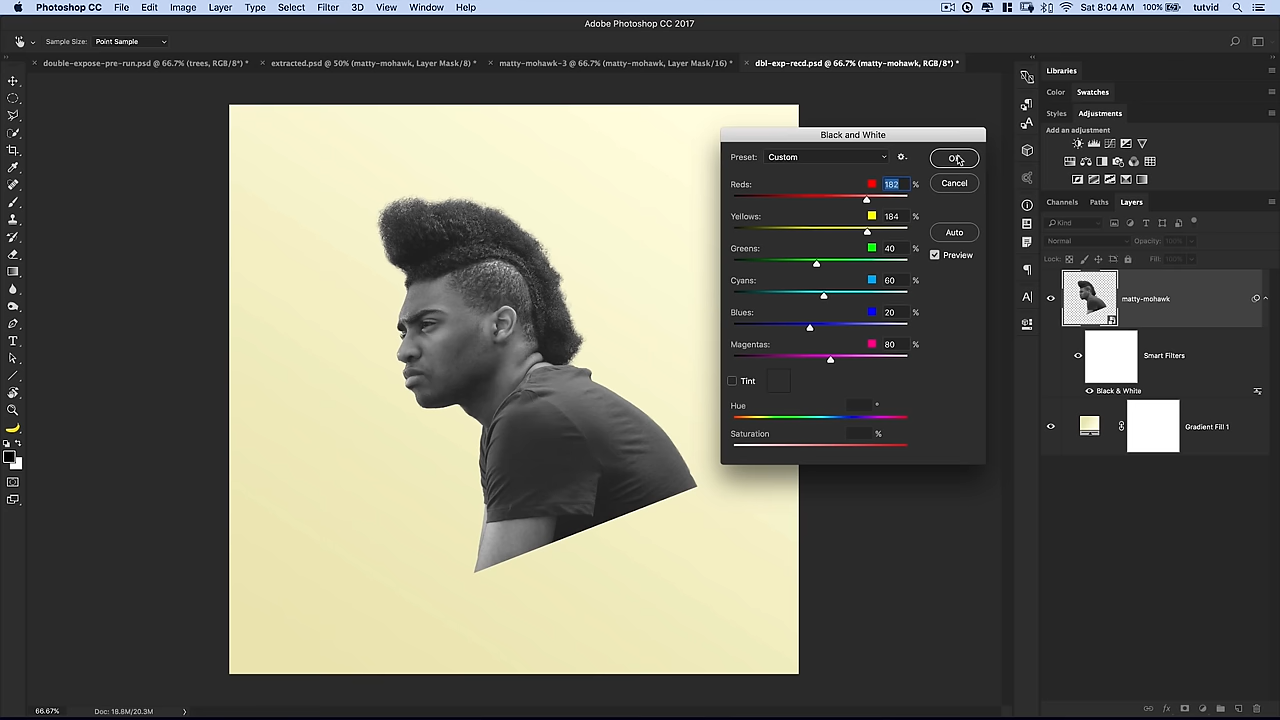 Photoshop CC File Edit Image Layer Type Select Filter 3D View Window Help 100% Sat 8:04 AM tutvid
Adobe Photoshop CC 2017
Sample Size: Point Sample
double-expose-pre-run.psd @ 66.7% (trees, RGB/8*) * extracted.psd @ 50% (matty-mohawk, Layer Mask/8) * matty-mohawk-3 @ 66.7% (matty-mohawk, Layer Mask/16) * dbl-exp-recd.psd @ 66.7% (matty-mohawk, RGB/8*) *
Black and White
Preset: Custom
OK
Reds: 182 %
Cancel
Yellows: 184 %
Auto
Greens: 40 %
Preview
Cyans: 60 %
Blues: 20 %
Magentas: 80 %
Tint
Hue °
Saturation %
Libraries
Color Swatches
Styles Adjustments
Add an adjustment
Channels Paths Layers
Kind
Normal Opacity: 100%
Lock: Fill: 100%
matty-mohawk
Smart Filters
Black & White
Gradient Fill 1
66.67% Doc: 18.8M/20.3M